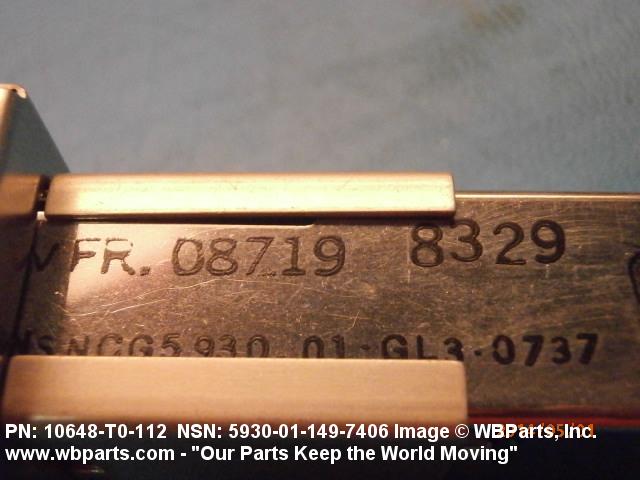 MFR. 08719 8329
NSNCG5930.01-GL3-0737
PN: 10648-T0-112 NSN: 5930-01-149-7406 Image © WBParts, Inc.
www.wbparts.com - "Our Parts Keep the World Moving"